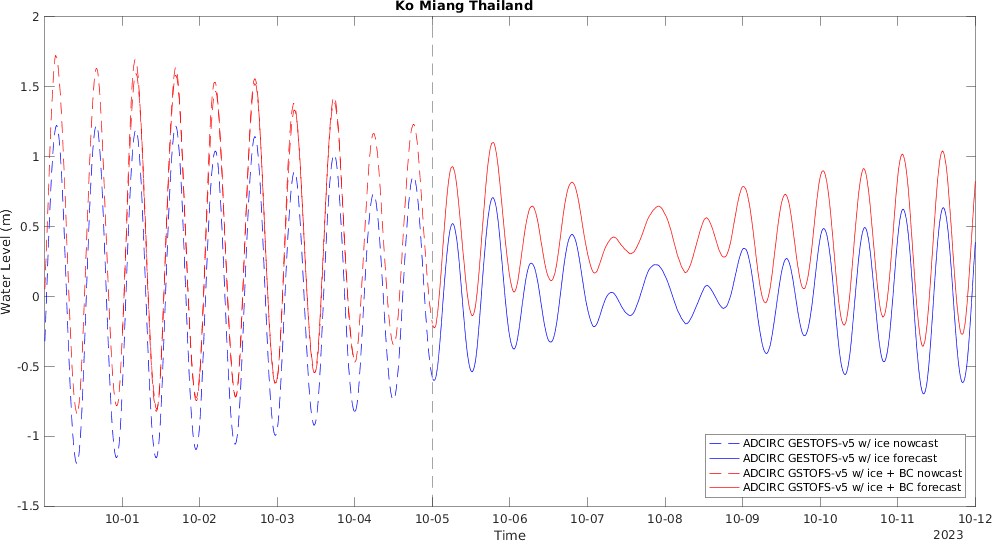 Ko Miang Thailand
2
1.5
1
0.5
0
-0.5
-1
-1.5
Water Level (m)
ADCIRC GESTOFS-v5 w/ ice nowcast
ADCIRC GESTOFS-v5 w/ ice forecast
ADCIRC GSTOFS-v5 w/ ice + BC nowcast
ADCIRC GSTOFS-v5 w/ ice + BC forecast
10-01 10-02 10-03 10-04 10-05 10-06 10-07 10-08 10-09 10-10 10-11 10-12
Time
2023